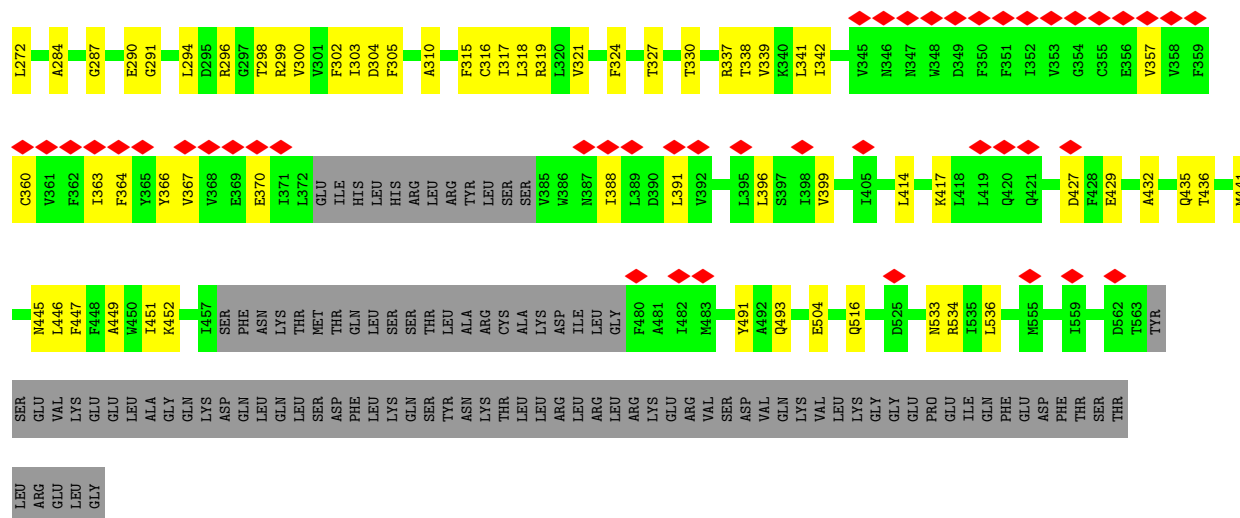 L272 A284 G287 E290 G291 L294 D295 R296 G297 T298 R299 V300 V301 F302 I303 D304 F305 A310 F315 C316 I317 L318 R319 L320 V321 F324 T327 T330 R337 T338 V339 K340 L341 I342 V345 N346 N347 W348 D349 F350 F351 I352 V353 G354 C355 E356 V357 V358 F359
C360 V361 F362 I363 F364 Y365 Y366 V367 V368 E369 E370 I371 L372 GLU ILE HIS LEU HIS ARG LEU ARG TYR LEU SER SER V385 W386 N387 I388 L389 D390 L391 V392 L395 L396 S397 I398 V399 I405 L414 K417 L418 L419 Q420 Q421 D427 F428 E429 A432 Q435 T436 M441
N445 L446 F447 F448 A449 W450 I451 K452 I457 SER PHE ASN LYS THR MET THR GLN LEU SER SER THR LEU ALA ARG CYS ALA LYS ASP ILE LEU GLY F480 A481 I482 M483 Y491 A492 Q493 E504 Q516 D525 N533 R534 I535 L536 M555 I559 D562 T563 TYR
SER GLU VAL LYS GLU GLU LEU ALA GLY GLN LYS ASP GLN LEU GLN LEU SER ASP PHE LEU LYS GLN SER TYR ASN LYS THR LEU LEU ARG LEU ARG LEU ARG LYS GLU ARG VAL SER ASP VAL GLN LYS VAL LEU LYS GLY GLY GLU PRO GLU ILE GLN PHE GLU ASP PHE THR SER THR
LEU ARG GLU LEU GLY